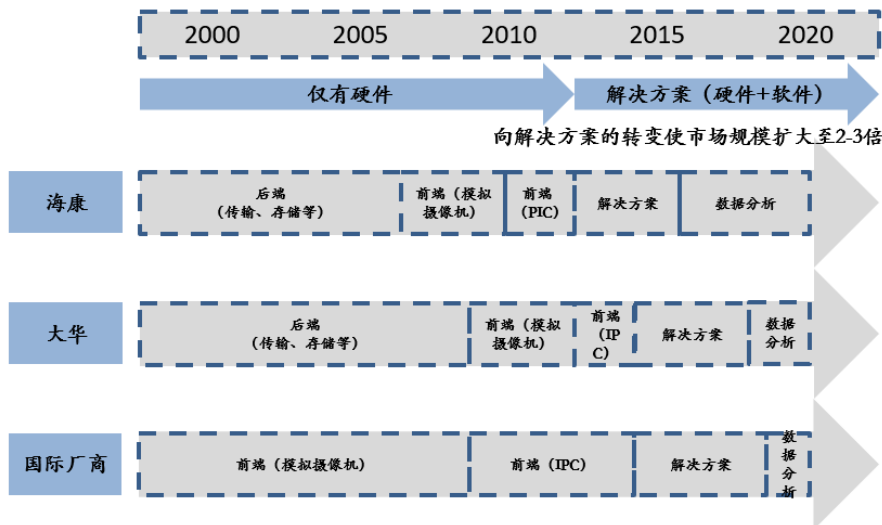 2000 2005 2010 2015 2020
仅有硬件 解决方案（硬件+软件）
向解决方案的转变使市场规模扩大至2-3倍
海康
后端
（传输、存储等）
前端（模拟
摄像机）
前端
（PIC）
解决方案
数据分析
大华
后端
（传输、存储等）
前端（模拟
摄像机）
前端
（IP
C）
解决方案
数据
分析
国际厂商
前端（模拟摄像机）
前端（IPC）
解决方案
数
据
分
析